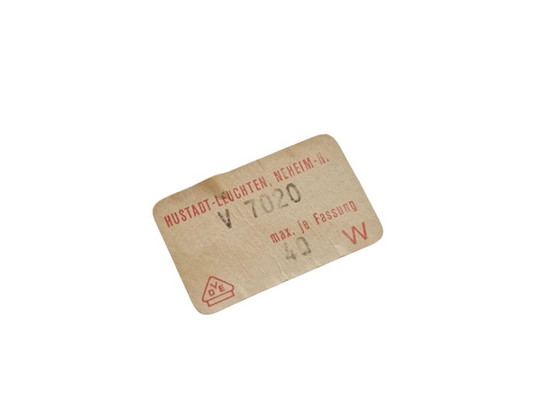 HUSTADT-LEUCHTEN, NEHEIM-H.
V 7020
max. je Fassung
40 W
VDE